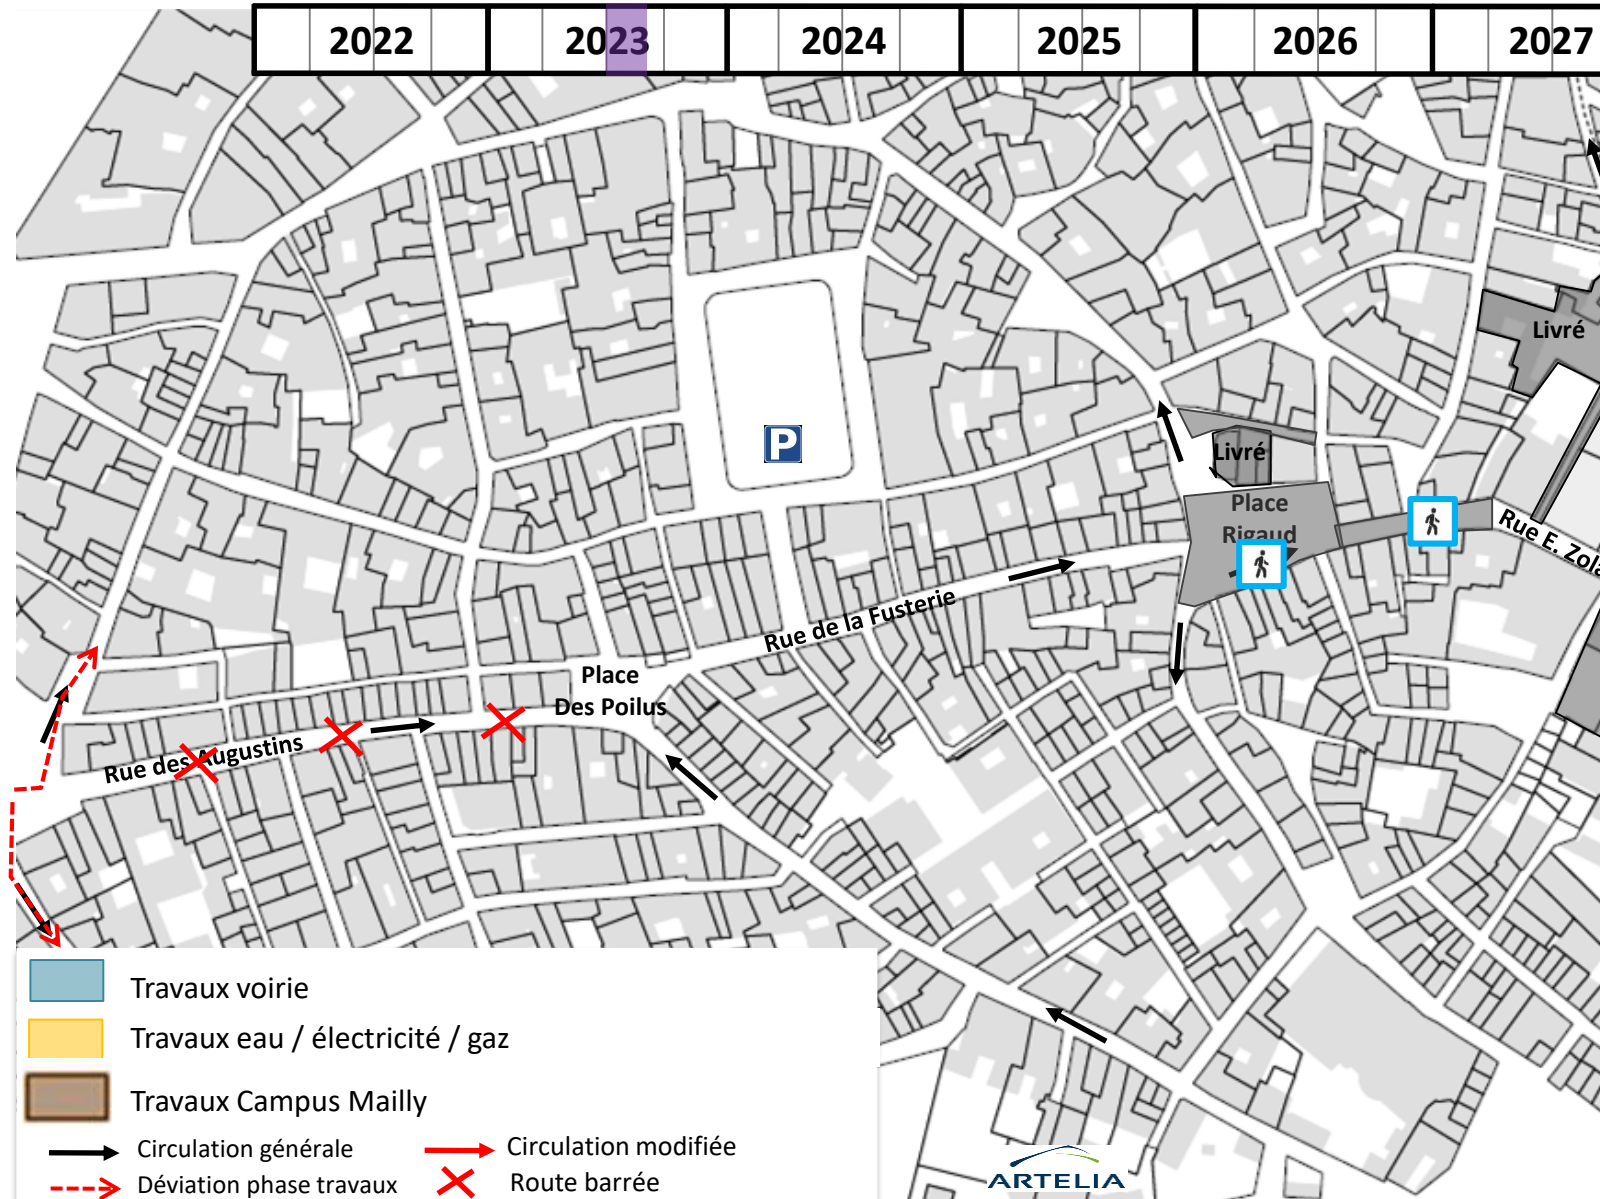 2022 2023 2024 2025 2026 2027
Livré
P
Livré
Place
Rigaud
Rue E. Zola
Rue de la Fusterie
Place
Des Poilus
Rue des Augustins
Travaux voirie
Travaux eau / électricité / gaz
Travaux Campus Mailly
Circulation générale
Circulation modifiée
Déviation phase travaux
Route barrée
ARTELIA